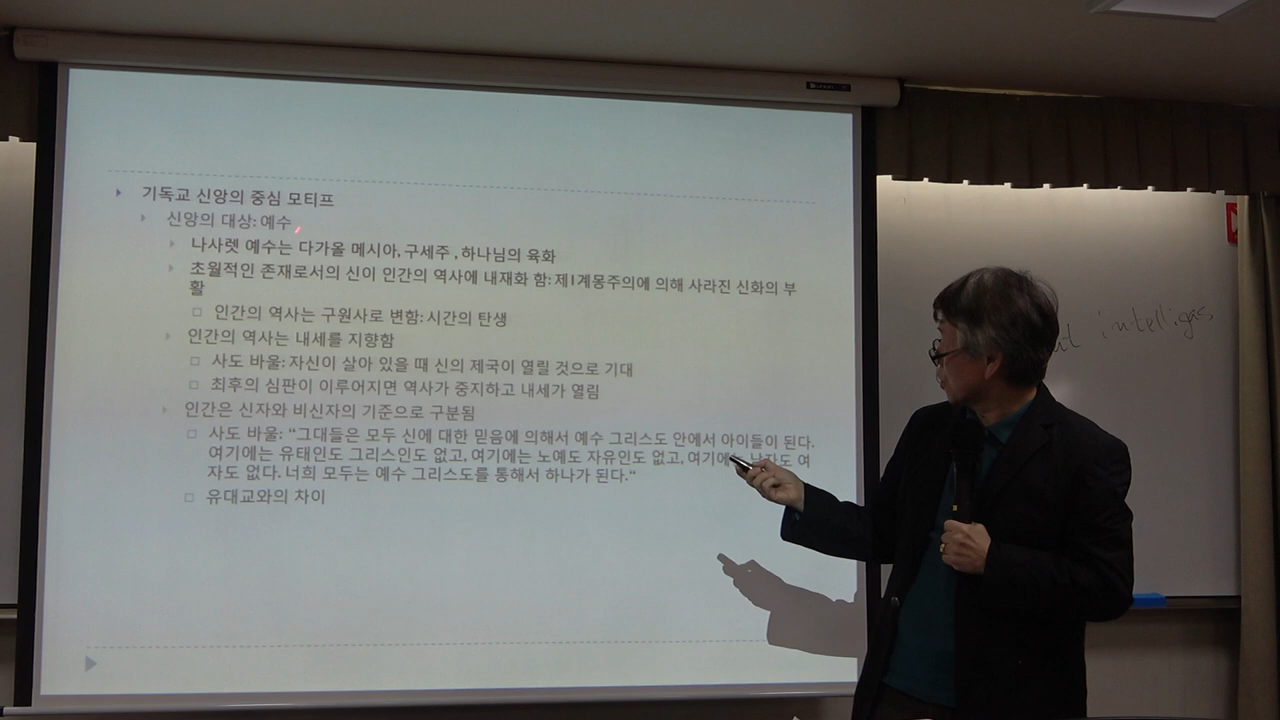 기독교 신앙의 중심 모티프
신앙의 대상: 예수
나사렛 예수는 다가올 메시아, 구세주 , 하나님의 육화
초월적인 존재로서의 신이 인간의 역사에 내재화 함: 제1계몽주의에 의해 사라진 신화의 부
활
인간의 역사는 구원사로 변함: 시간의 탄생
인간의 역사는 내세를 지향함
사도 바울: 자신이 살아 있을 때 신의 제국이 열릴 것으로 기대
최후의 심판이 이루어지면 역사가 중지하고 내세가 열림
인간은 신자와 비신자의 기준으로 구분됨
사도 바울: “그대들은 모두 신에 대한 믿음에 의해서 예수 그리스도 안에서 아이들이 된다.
여기에는 유태인도 그리스인도 없고, 여기에는 노예도 자유인도 없고, 여기에는 남자도 여
자도 없다. 너희 모두는 예수 그리스도를 통해서 하나가 된다.“
유대교와의 차이
intelligas